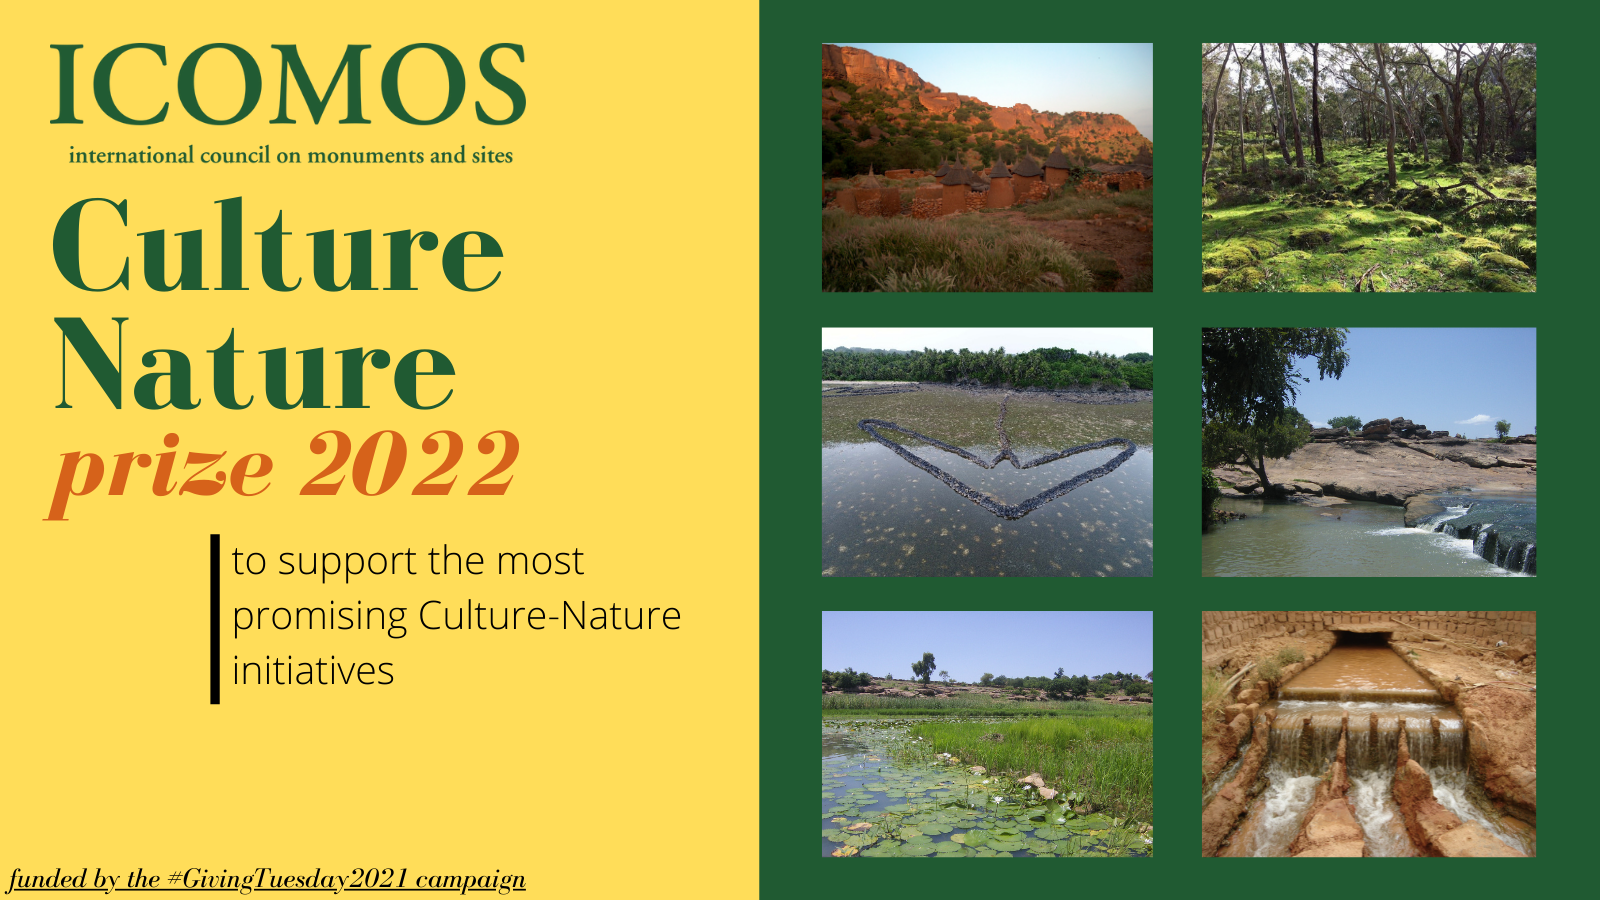 ICOMOS
international council on monuments and sites
Culture
Nature
prize 2022
to support the most
promising Culture-Nature
initiatives
funded by the #GivingTuesday2021 campaign